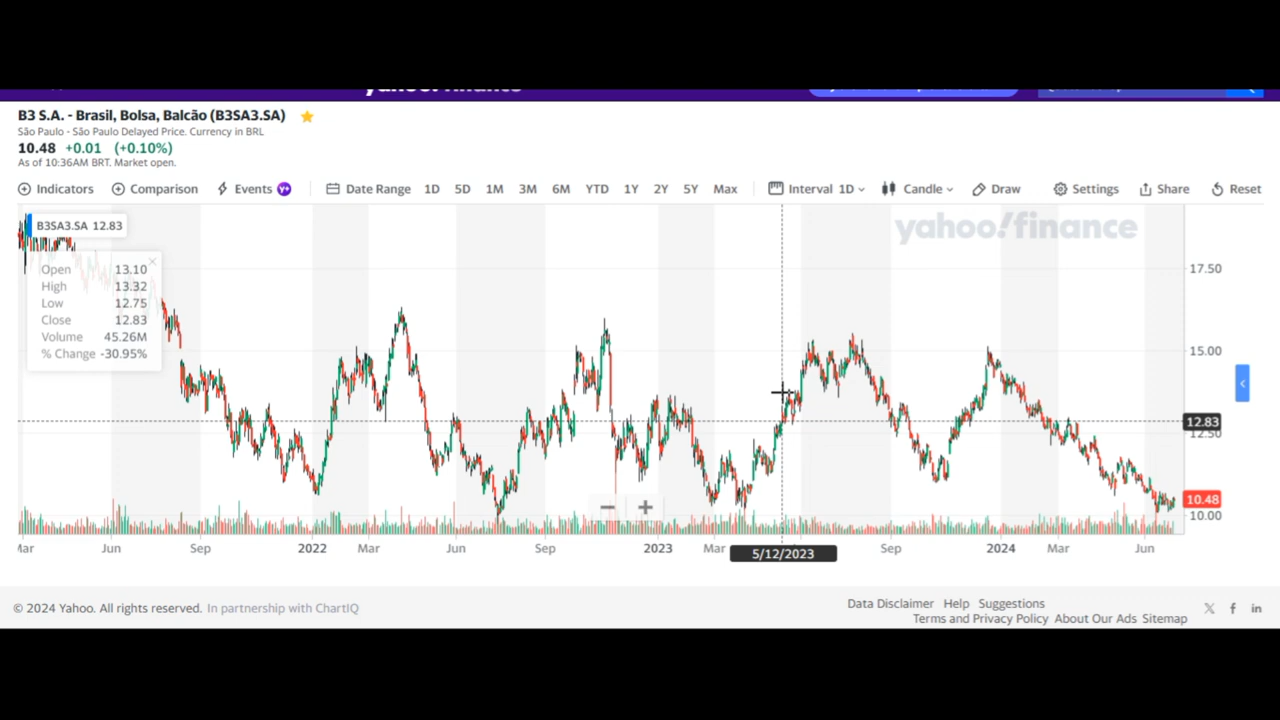 B3 S.A. - Brasil, Bolsa, Balcão (B3SA3.SA)
São Paulo - São Paulo Delayed Price. Currency in BRL
10.48 +0.01 (+0.10%)
As of 10:36AM BRT. Market open.
Indicators Comparison Events Y+ Date Range 1D 5D 1M 3M 6M YTD 1Y 2Y 5Y Max Interval 1D Candle Draw Settings Share Reset
B3SA3.SA 12.83
yahoo!finance
Open 13.10
High 13.32
Low 12.75
Close 12.83
Volume 45.26M
% Change -30.95%
17.50
15.00
12.83
12.50
10.48
10.00
Mar Jun Sep 2022 Mar Jun Sep 2023 Mar 5/12/2023 Sep 2024 Mar Jun
© 2024 Yahoo. All rights reserved. In partnership with ChartIQ
Data Disclaimer Help Suggestions
Terms and Privacy Policy About Our Ads Sitemap